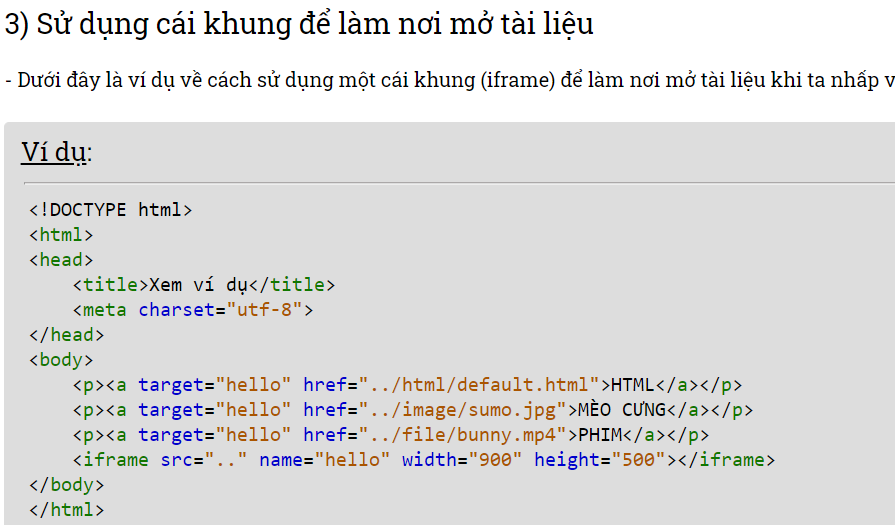 3) Sử dụng cái khung để làm nơi mở tài liệu
- Dưới đây là ví dụ về cách sử dụng một cái khung (iframe) để làm nơi mở tài liệu khi ta nhấp v
Ví dụ:
<!DOCTYPE html>
<html>
<head>
    <title>Xem ví dụ</title>
    <meta charset="utf-8">
</head>
<body>
    <p><a target="hello" href="../html/default.html">HTML</a></p>
    <p><a target="hello" href="../image/sumo.jpg">MÈO CƯNG</a></p>
    <p><a target="hello" href="../file/bunny.mp4">PHIM</a></p>
    <iframe src=".." name="hello" width="900" height="500"></iframe>
</body>
</html>